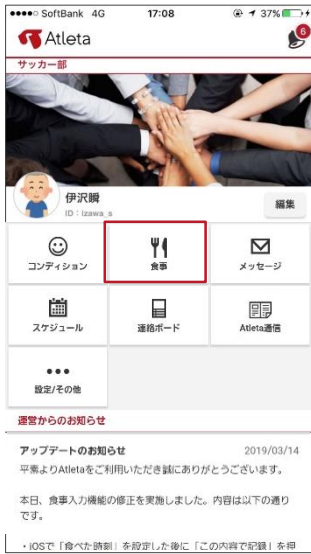 SoftBank 4G 17:08 37%
Atleta 6
サッカー部
伊沢瞬
ID : izawa_s
編集
コンディション 食事 メッセージ
スケジュール 連絡ボード Atleta通信
設定/その他
運営からのお知らせ
アップデートのお知らせ 2019/03/14
平素よりAtletaをご利用いただき誠にありがとうございます。
本日、食事入力機能の修正を実施しました。内容は以下の通り
です。
・iOSで「食べた時刻」を設定した後に「この内容で記録」を押